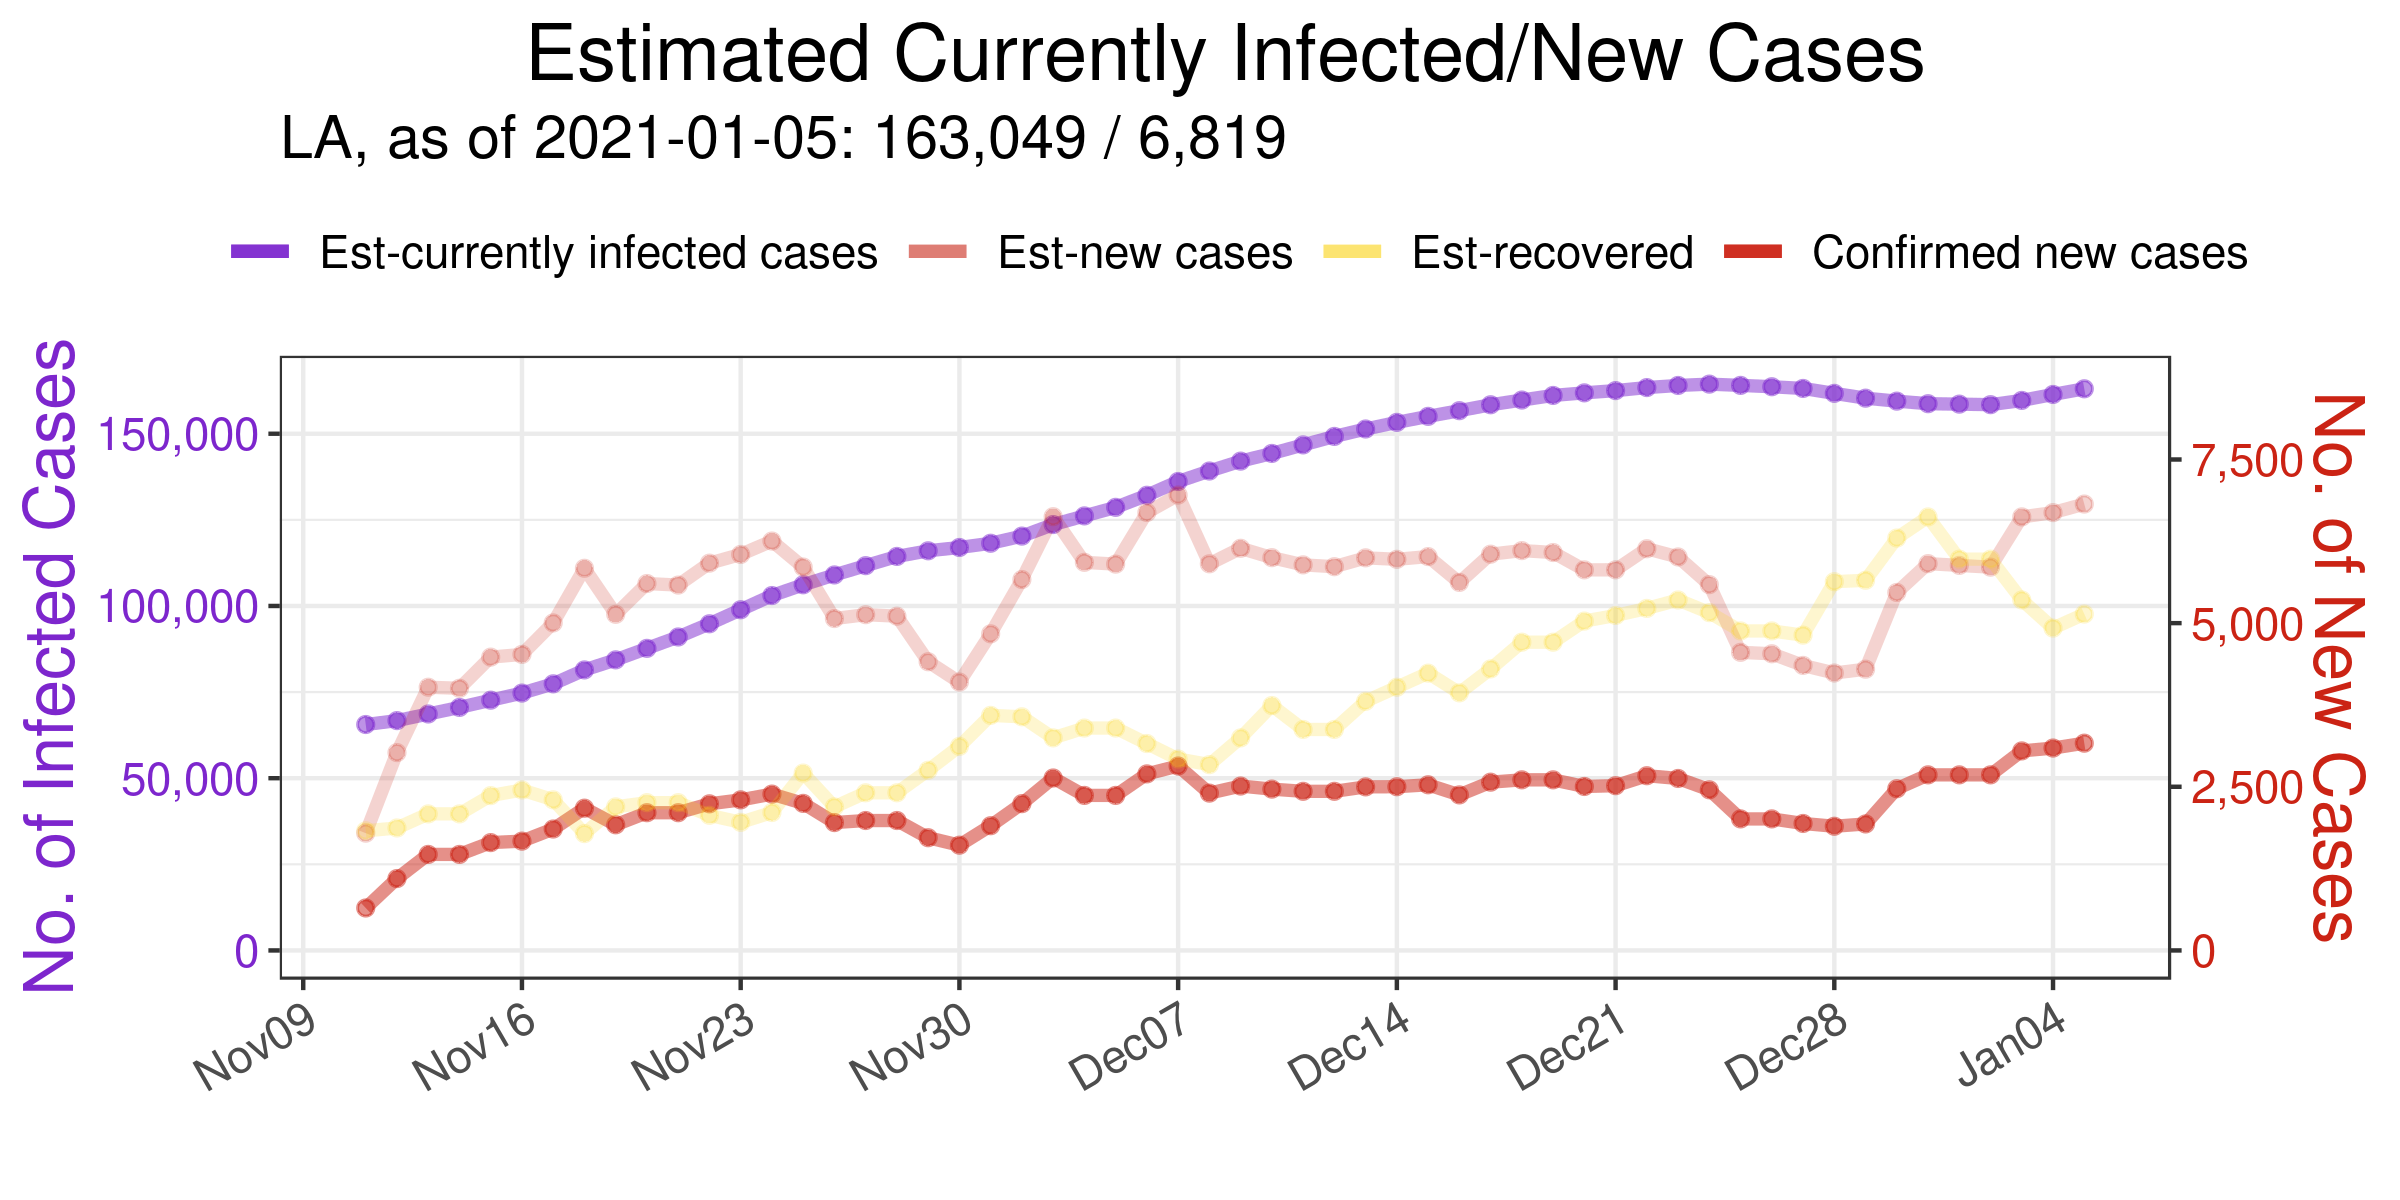 Estimated Currently Infected/New Cases
LA, as of 2021-01-05: 163,049 / 6,819
Est-currently infected cases Est-new cases Est-recovered Confirmed new cases
No. of Infected Cases
150,000
100,000
50,000
0
7,500
5,000
2,500
0
No. of New Cases
Nov09 Nov16 Nov23 Nov30 Dec07 Dec14 Dec21 Dec28 Jan04